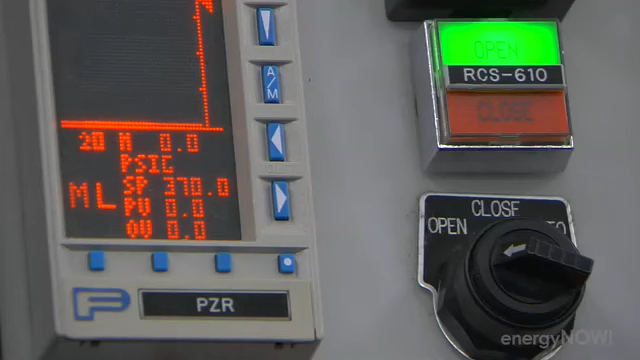 20 M 0.0
PSIG
SP 370.0
ML PV 0.0
OV 0.0
A/M
PZR
OPEN
RCS-610
CLOSE
CLOSE
OPEN
energyNOW!